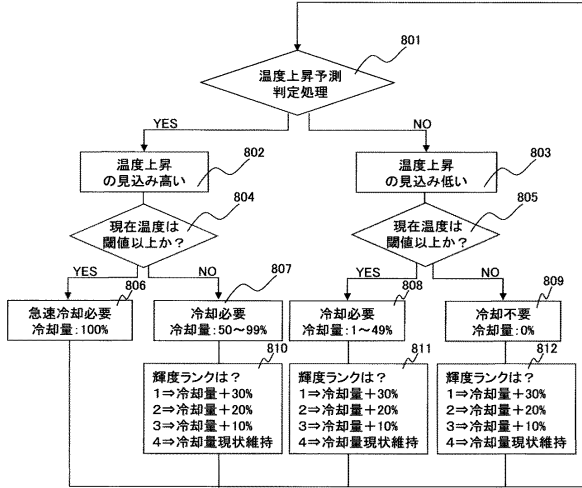 801
温度上昇予測
判定処理
YES
NO
802
温度上昇
の見込み高い
803
温度上昇
の見込み低い
804
現在温度は
閾値以上か？
805
現在温度は
閾値以上か？
YES
NO
YES
NO
806
急速冷却必要
冷却量：100%
807
冷却必要
冷却量：50～99%
808
冷却必要
冷却量：1～49%
809
冷却不要
冷却量：0%
810
輝度ランクは？
1⇒冷却量＋30%
2⇒冷却量＋20%
3⇒冷却量＋10%
4⇒冷却量現状維持
811
輝度ランクは？
1⇒冷却量＋30%
2⇒冷却量＋20%
3⇒冷却量＋10%
4⇒冷却量現状維持
812
輝度ランクは？
1⇒冷却量＋30%
2⇒冷却量＋20%
3⇒冷却量＋10%
4⇒冷却量現状維持